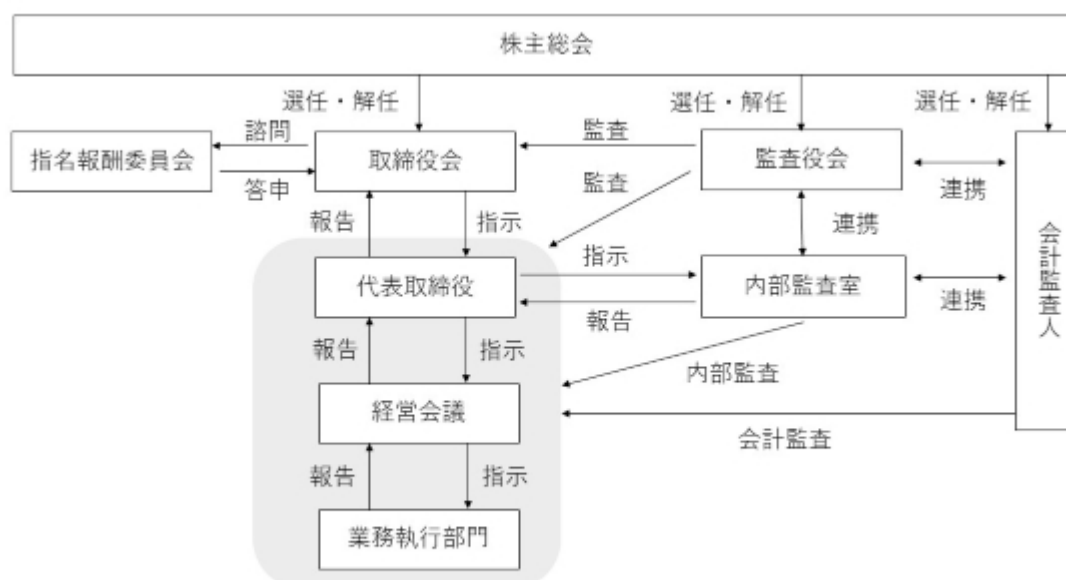 株主総会
選任・解任
選任・解任
選任・解任
諮問
監査
指名報酬委員会
取締役会
監査役会
答申
監査
連携
報告
指示
連携
会計監査人
代表取締役
指示
内部監査室
報告
連携
報告
指示
内部監査
経営会議
会計監査
報告
指示
業務執行部門